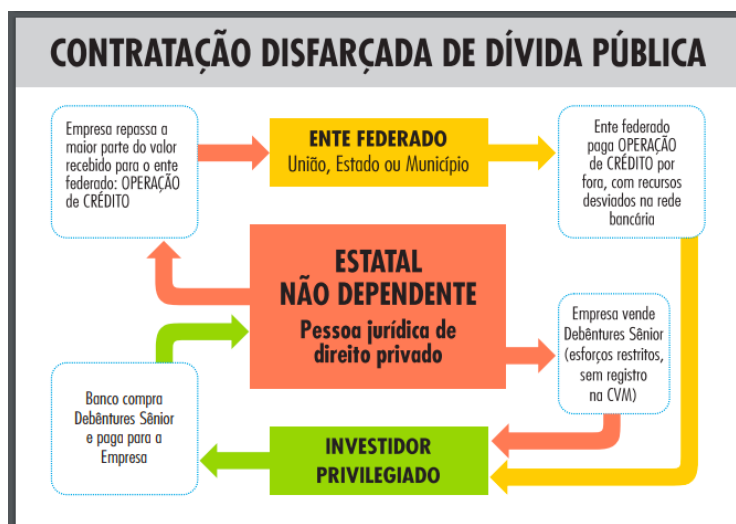 CONTRATAÇÃO DISFARÇADA DE DÍVIDA PÚBLICA
Empresa repassa a
maior parte do valor
recebido para o ente
federado: OPERAÇÃO
de CRÉDITO
ENTE FEDERADO
União, Estado ou Município
Ente federado
paga OPERAÇÃO
de CRÉDITO por
fora, com recursos
desviados na rede
bancária
ESTATAL
NÃO DEPENDENTE
Pessoa jurídica de
direito privado
Empresa vende
Debêntures Sênior
(esforços restritos,
sem registro
na CVM)
Banco compra
Debêntures Sênior
e paga para a
Empresa
INVESTIDOR
PRIVILEGIADO